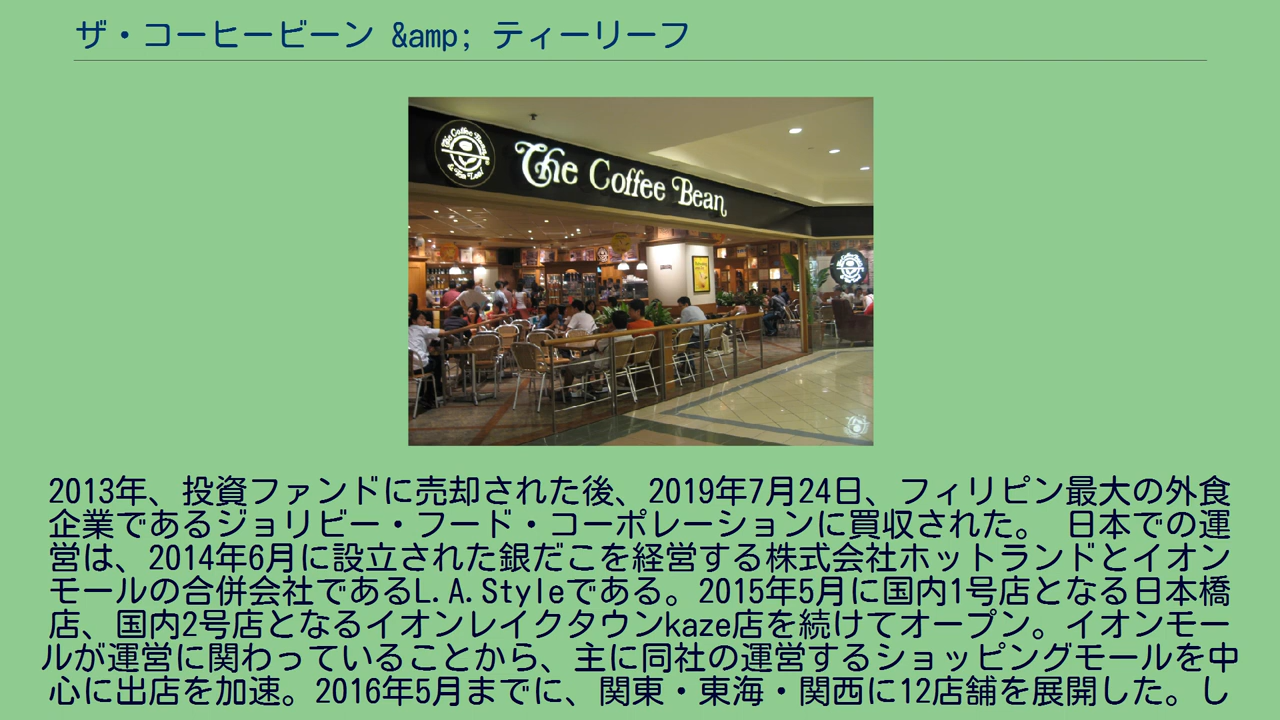 ザ・コーヒービーン &amp; ティーリーフ
The Coffee Bean
2013年、投資ファンドに売却された後、2019年7月24日、フィリピン最大の外食
企業であるジョリビー・フード・コーポレーションに買収された。 日本での運
営は、2014年6月に設立された銀だこを経営する株式会社ホットランドとイオン
モールの合併会社であるL.A.Styleである。2015年5月に国内1号店となる日本橋
店、国内2号店となるイオンレイクタウンkaze店を続けてオープン。イオンモー
ルが運営に関わっていることから、主に同社の運営するショッピングモールを中
心に出店を加速。2016年5月までに、関東・東海・関西に12店舗を展開した。し